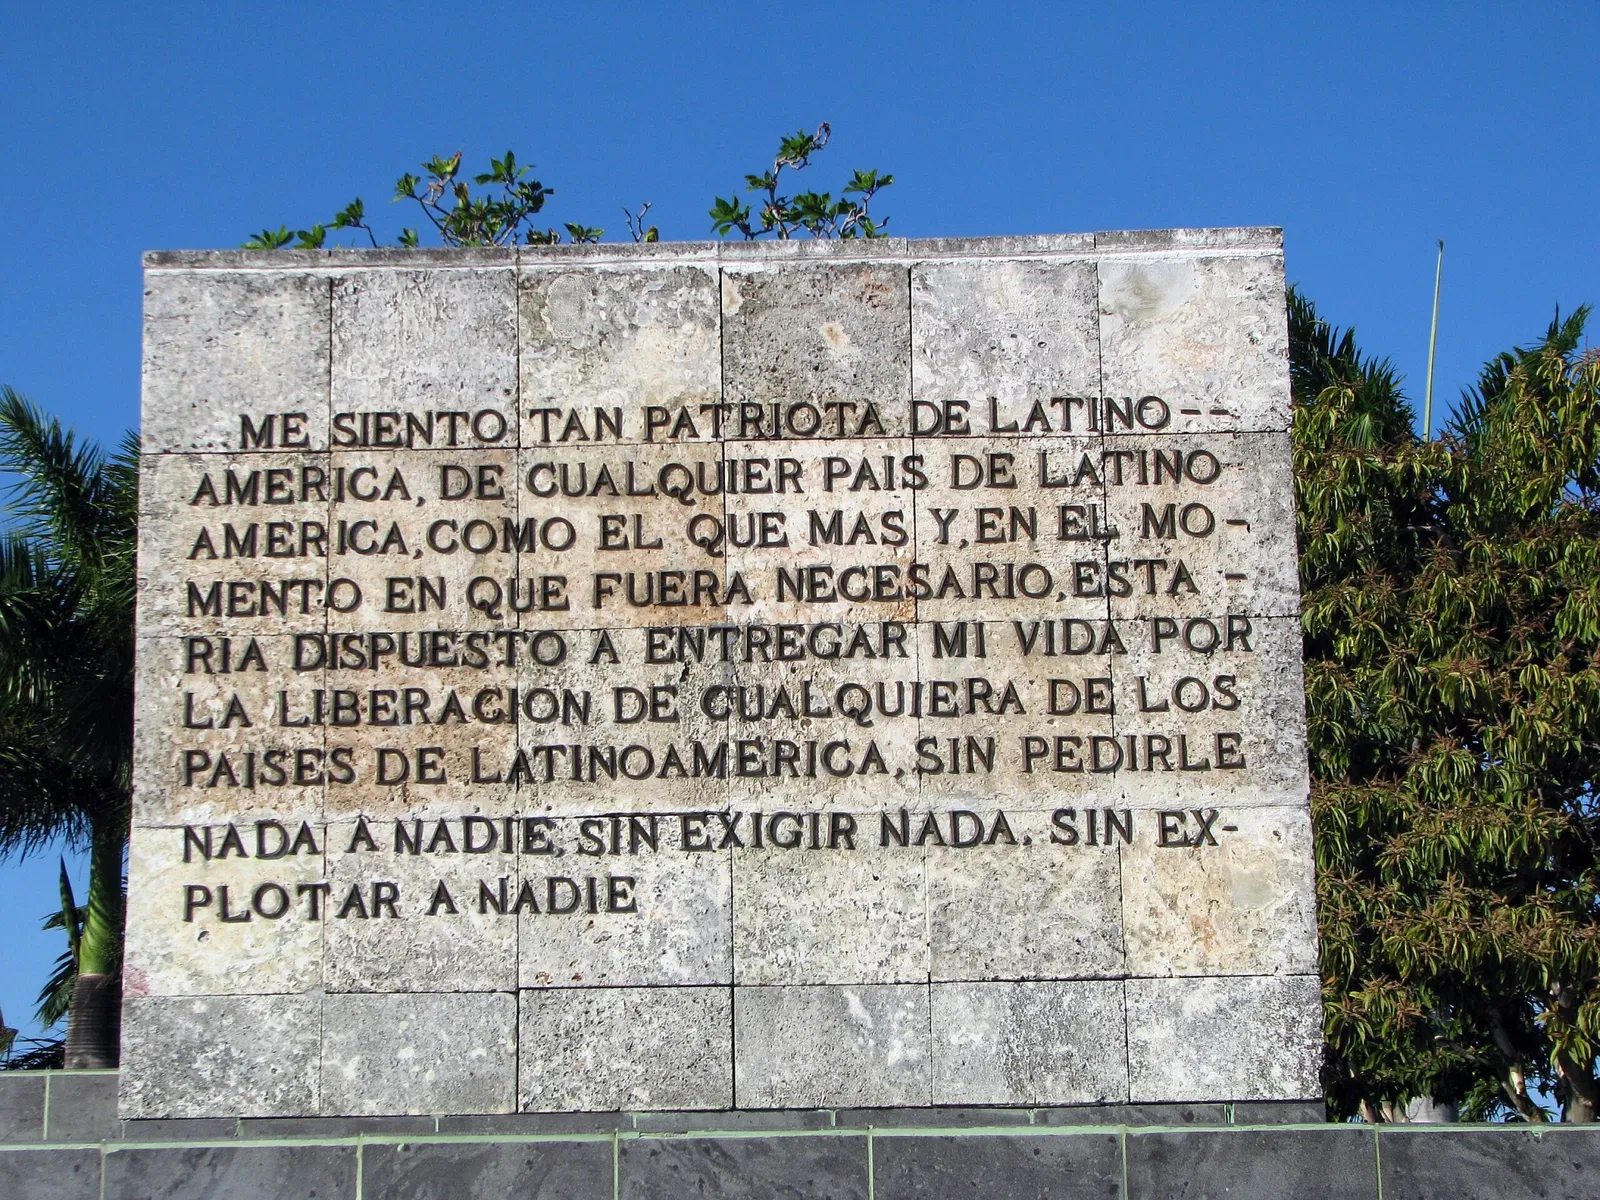 ...ME SIENTO TAN PATRIOTA DE LATINO--
AMERICA, DE CUALQUIER PAIS DE LATINO
AMERICA, COMO EL QUE MAS Y, EN EL MO-
MENTO EN QUE FUERA NECESARIO, ESTA-
RIA DISPUESTO A ENTREGAR MI VIDA POR
LA LIBERACION DE CUALQUIERA DE LOS
PAISES DE LATINOAMERICA, SIN PEDIRLE
NADA A NADIE, SIN EXIGIR NADA. SIN EX-
PLOTAR A NADIE